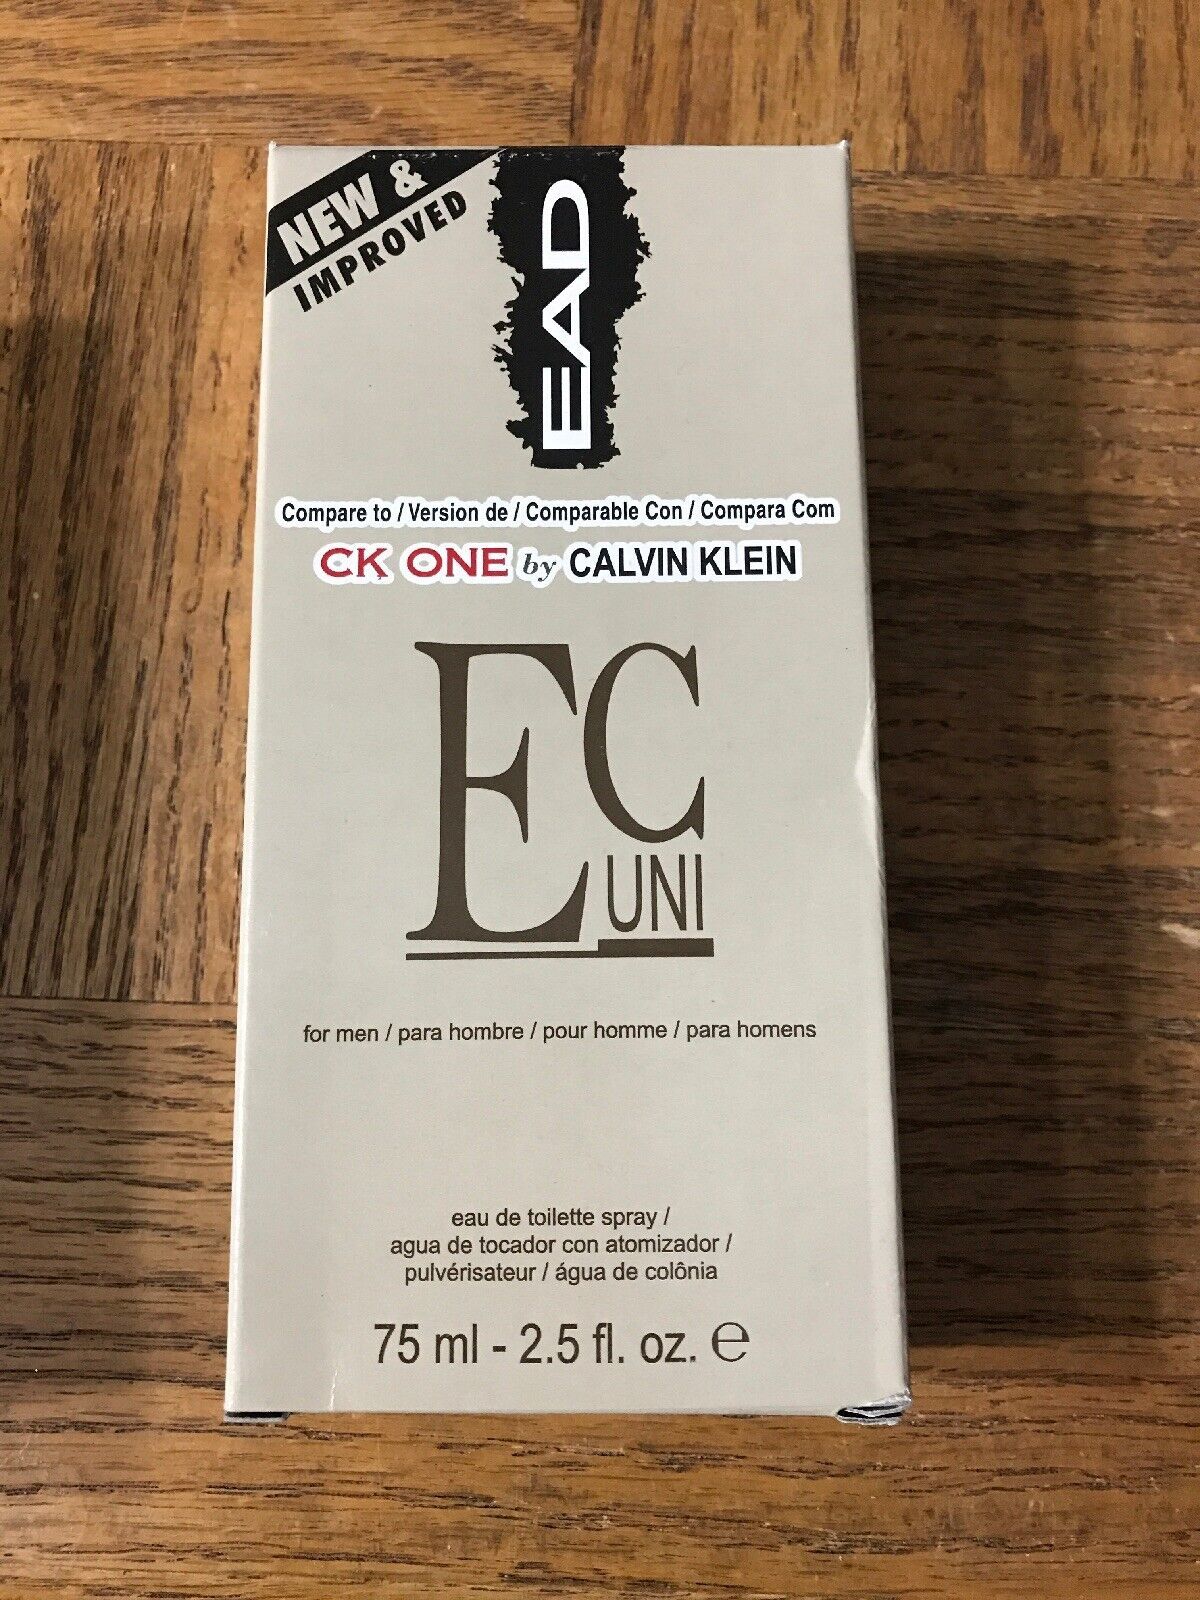 NEW &
IMPROVED
EAD
Compare to / Version de / Comparable Con / Compara Com
CK ONE by CALVIN KLEIN
EC
UNI
for men / para hombre / pour homme / para homens
eau de toilette spray /
agua de tocador con atomizador /
pulvérisateur / água de colônia
75 ml - 2.5 fl. oz. ℮